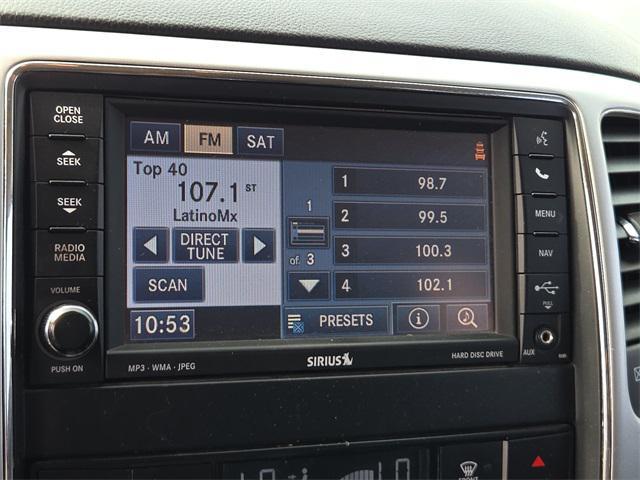 OPEN
CLOSE
SEEK
SEEK
RADIO
MEDIA
VOLUME
PUSH ON
AM FM SAT
Top 40
107.1 ST
LatinoMx
DIRECT
TUNE
SCAN
10:53
1
of. 3
1 98.7
2 99.5
3 100.3
4 102.1
PRESETS
MP3 · WMA · JPEG
SIRIUS
HARD DISC DRIVE
MENU
NAV
PULL
AUX
FRONT